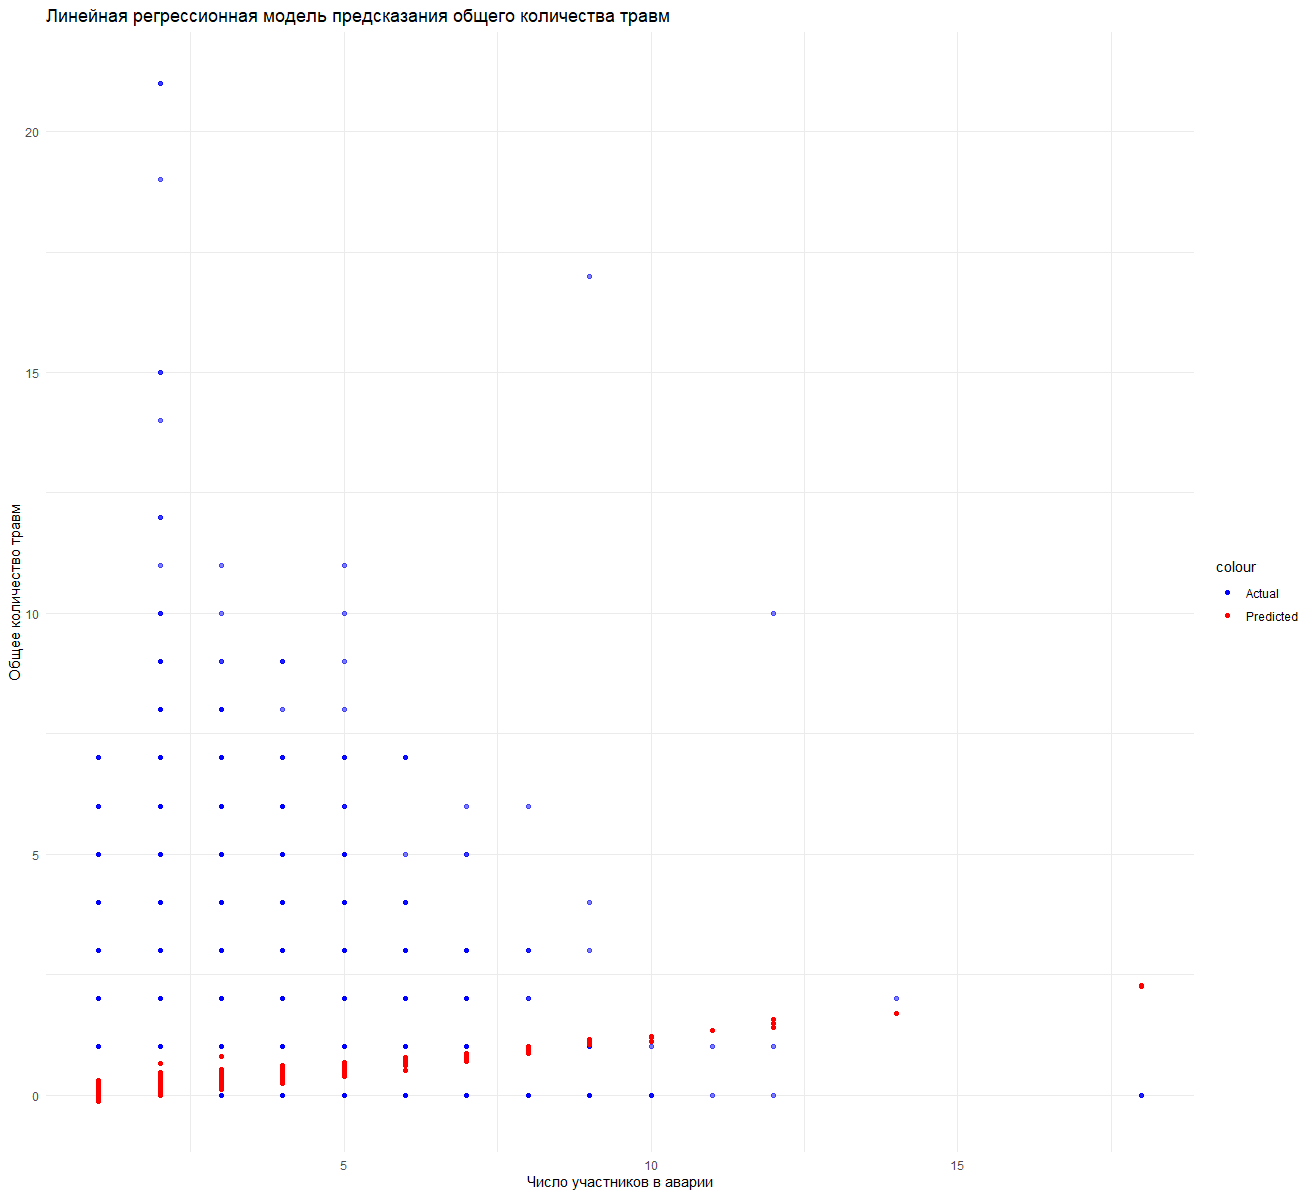 Линейная регрессионная модель предсказания общего количества травм
20
15
10
5
0
Общее количество травм
5
10
15
Число участников в аварии
colour
Actual
Predicted